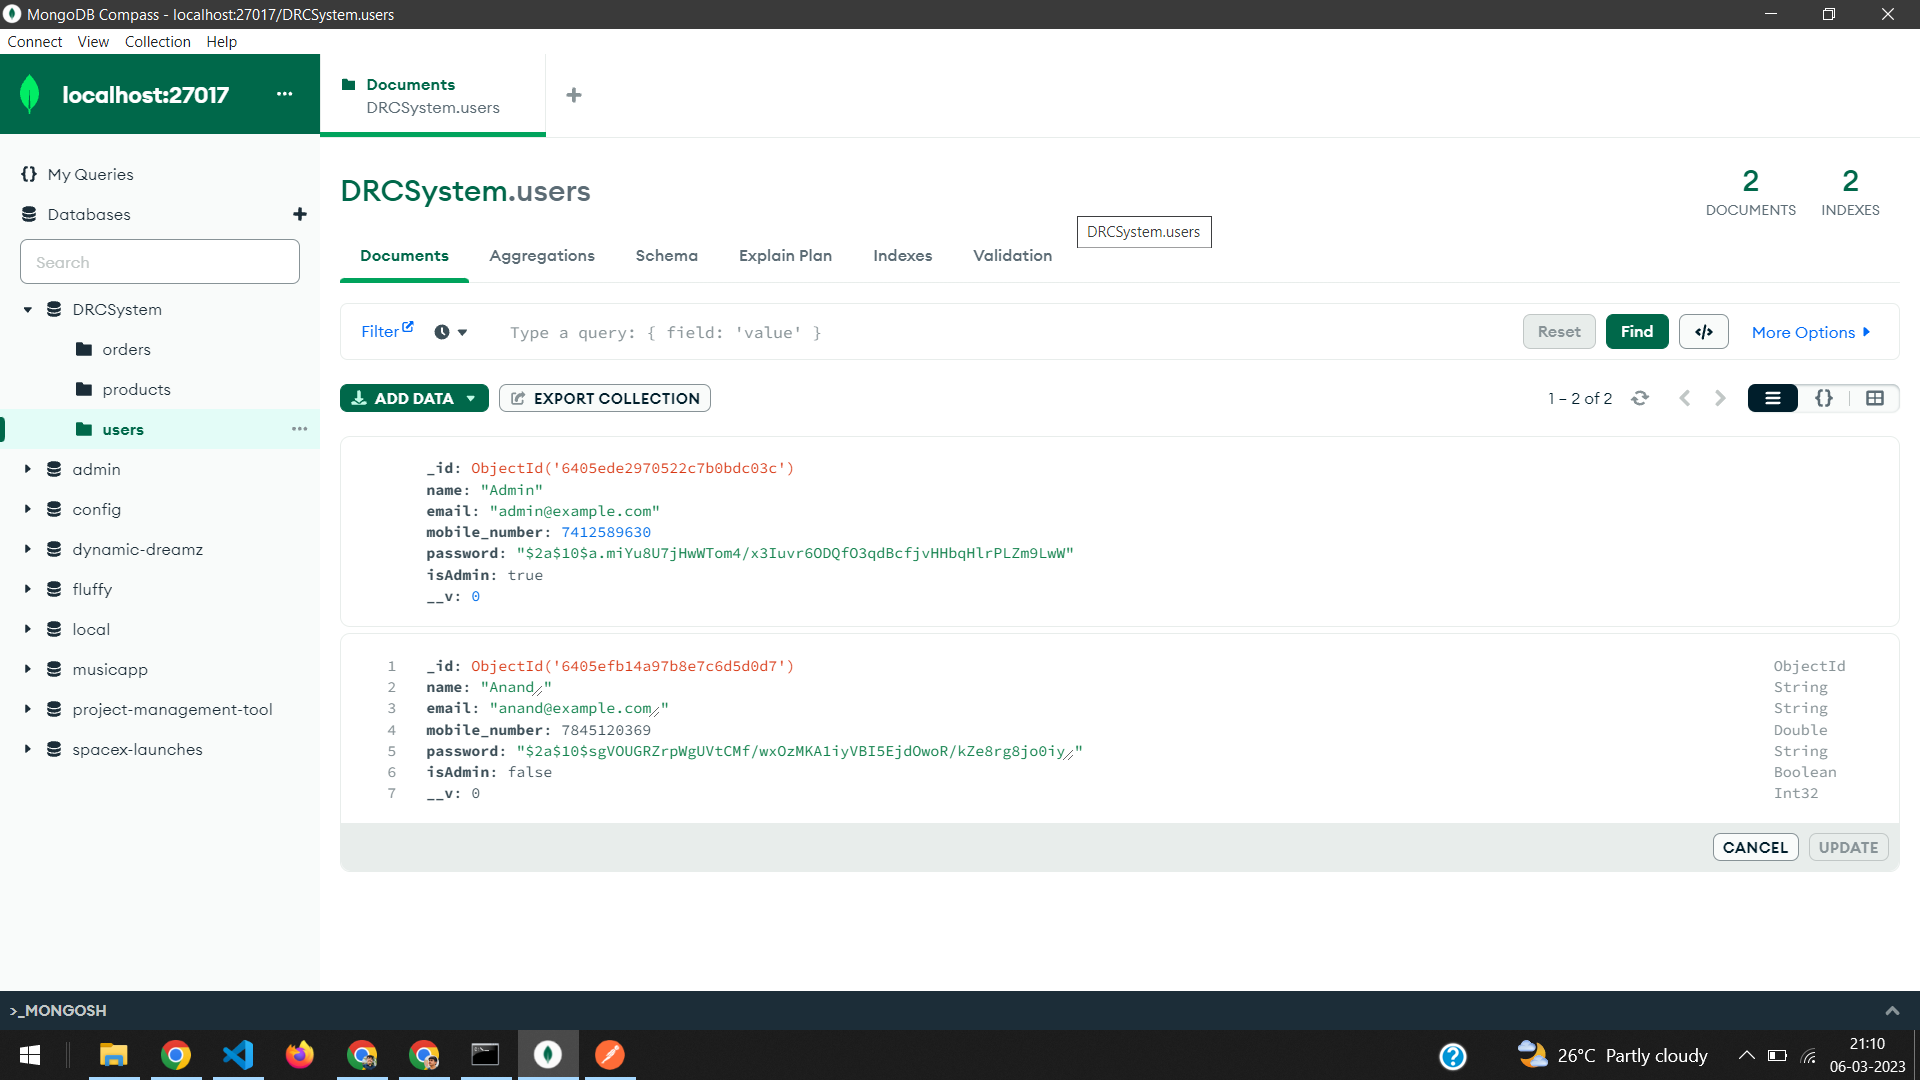 MongoDB Compass - localhost:27017/DRCSystem.users
Connect View Collection Help
localhost:27017 ...
Documents
DRCSystem.users
My Queries
Databases
Search
DRCSystem
orders
products
users
admin
config
dynamic-dreamz
fluffy
local
musicapp
project-management-tool
spacex-launches
DRCSystem.users
2
DOCUMENTS
2
INDEXES
DRCSystem.users
Documents Aggregations Schema Explain Plan Indexes Validation
Filter Type a query: { field: 'value' } Reset Find </> More Options
ADD DATA EXPORT COLLECTION 1 – 2 of 2 {}
_id: ObjectId('6405ede2970522c7b0bdc03c')
name: "Admin"
email: "admin@example.com"
mobile_number: 7412589630
password: "$2a$10$a.miYu8U7jHwWTom4/x3Iuvr6ODQfO3qdBcfjvHHbqHlrPLZm9LwW"
isAdmin: true
__v: 0
1 _id: ObjectId('6405efb14a97b8e7c6d5d0d7') ObjectId
2 name: "Anand" String
3 email: "anand@example.com" String
4 mobile_number: 7845120369 Double
5 password: "$2a$10$sgVOUGRZrpWgUVtCMf/wxOzMKA1iyVBI5EjdOwoR/kZe8rg8jo0iy" String
6 isAdmin: false Boolean
7 __v: 0 Int32
CANCEL UPDATE
>_MONGOSH
26°C Partly cloudy
21:10
06-03-2023